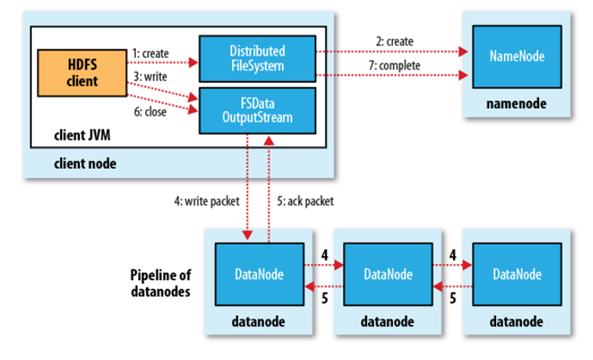 HDFS
client
1: create
3: write
6: close
Distributed
FileSystem
FSData
OutputStream
client JVM
client node
2: create
7: complete
NameNode
namenode
4: write packet
5: ack packet
Pipeline of
datanodes
DataNode
datanode
4
5
DataNode
datanode
4
5
DataNode
datanode